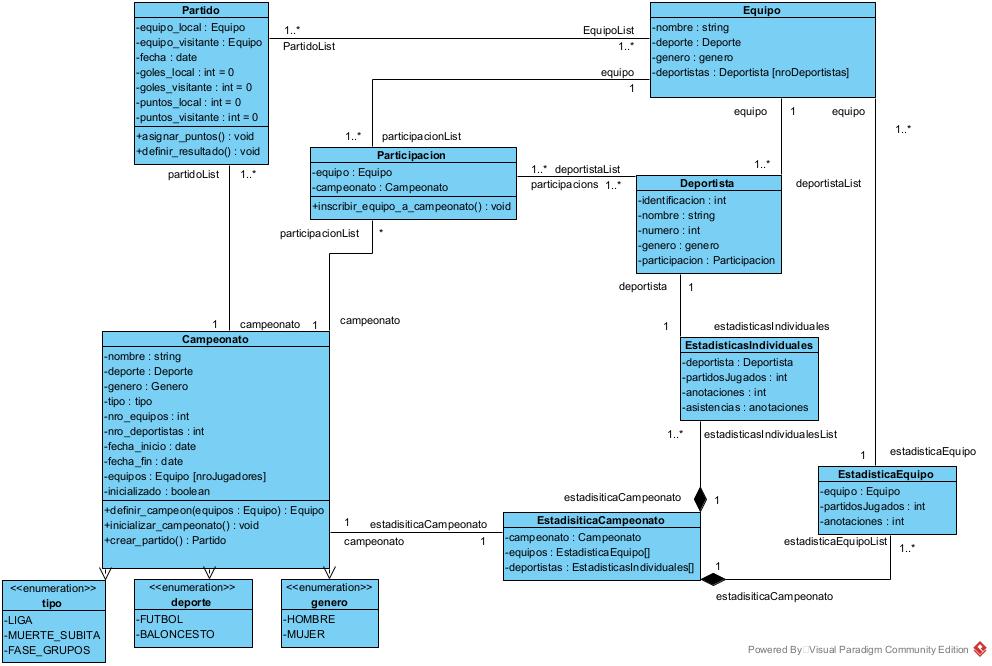 Partido
-equipo_local : Equipo
-equipo_visitante : Equipo
-fecha : date
-goles_local : int = 0
-goles_visitante : int = 0
-puntos_local : int = 0
-puntos_visitante : int = 0
+asignar_puntos() : void
+definir_resultado() : void
1..*
PartidoList
EquipoList
1..*
Equipo
-nombre : string
-deporte : Deporte
-genero : genero
-deportistas : Deportista [nroDeportistas]
equipo
1
equipo
1
equipo
1..*
1..*
participacionList
Participacion
-equipo : Equipo
-campeonato : Campeonato
+inscribir_equipo_a_campeonato() : void
1..*
deportistaList
participacions
1..*
1..*
deportistaList
Deportista
-identificacion : int
-nombre : string
-numero : int
-genero : genero
-participacion : Participacion
partidoList
1..*
participacionList
*
deportista
1
1
campeonato
1
campeonato
1
estadisticasIndividuales
Campeonato
-nombre : string
-deporte : Deporte
-genero : Genero
-tipo : tipo
-nro_equipos : int
-nro_deportistas : int
-fecha_inicio : date
-fecha_fin : date
-equipos : Equipo [nroJugadores]
-inicializado : boolean
+definir_campeon(equipos : Equipo) : Equipo
+inicializar_campeonato() : void
+crear_partido() : Partido
EstadisticasIndividuales
-deportista : Deportista
-partidosJugados : int
-anotaciones : int
-asistencias : anotaciones
1..*
estadisticasIndividualesList
1
estadisticaEquipo
EstadisticaEquipo
-equipo : Equipo
-partidosJugados : int
-anotaciones : int
estadisiticaCampeonato
1
1
estadisiticaCampeonato
campeonato
1
EstadisiticaCampeonato
-campeonato : Campeonato
-equipos : EstadisticaEquipo[]
-deportistas : EstadisticasIndividuales[]
estadisticaEquipoList
1..*
1
estadisiticaCampeonato
<<enumeration>>
tipo
-LIGA
-MUERTE_SUBITA
-FASE_GRUPOS
<<enumeration>>
deporte
-FUTBOL
-BALONCESTO
<<enumeration>>
genero
-HOMBRE
-MUJER
Powered By Visual Paradigm Community Edition